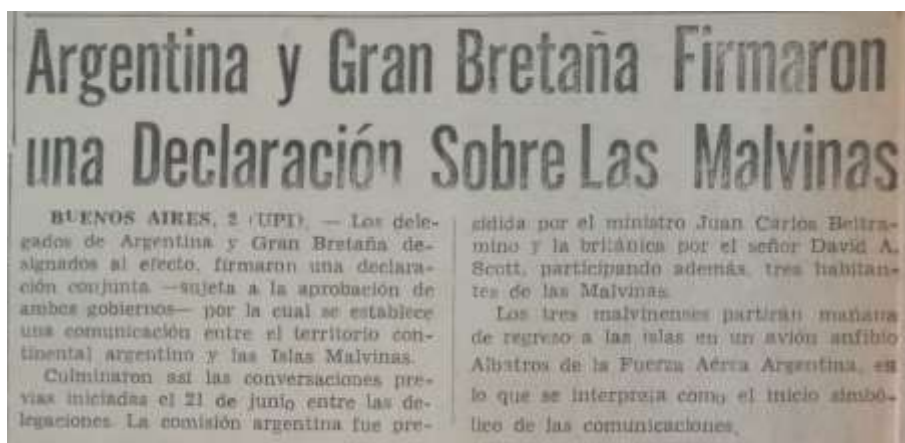 Argentina y Gran Bretaña Firmaron
una Declaración Sobre Las Malvinas
BUENOS AIRES, 2 (UPI). — Los dele-
gados de Argentina y Gran Bretaña de-
signados al efecto, firmaron una declara-
ción conjunta —sujeta a la aprobación de
ambos gobiernos— por la cual se establece
una comunicación entre el territorio con-
tinental argentino y las Islas Malvinas.
Culminaron así las conversaciones pre-
vias iniciadas el 21 de junio entre las de-
legaciones. La comisión argentina fue pre-
sidida por el ministro Juan Carlos Beltra-
mino y la británica por el señor David A.
Scott, participando además, tres habitan-
tes de las Malvinas.
Los tres malvinenses partirán mañana
de regreso a las islas en un avión anfibio
Albatros de la Fuerza Aérea Argentina, en
lo que se interpreta como el inicio simbó-
lico de las comunicaciones.